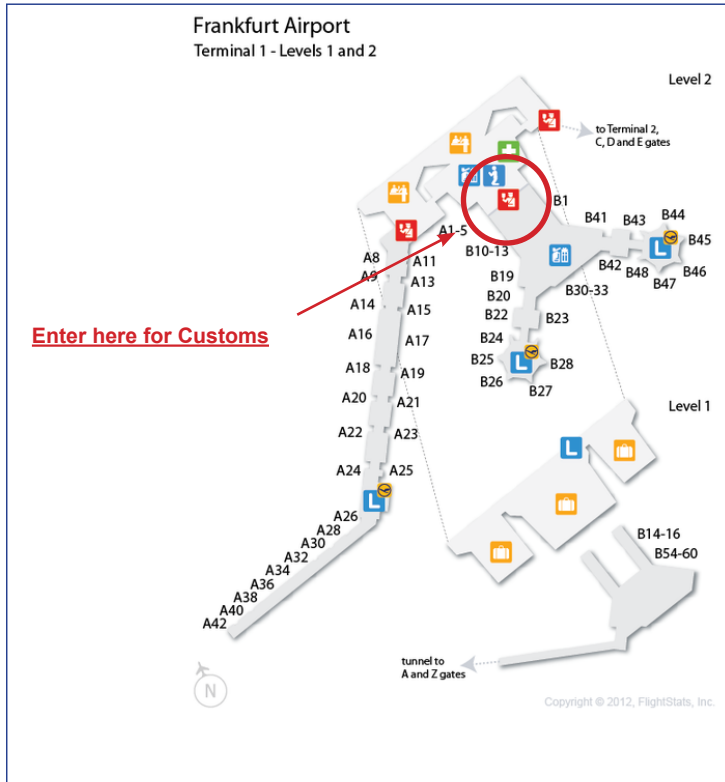 Frankfurt Airport
Terminal 1 - Levels 1 and 2
Level 2
to Terminal 2,
C, D and E gates
B1
A1-5
B41
B43
B44
B45
B46
B47
B48
B42
B10-13
A8
A11
A9
A13
B19
B20
B30-33
A14
A15
B22
B23
Enter here for Customs
A16
A17
B24
B25
B28
A18
A19
B26
B27
Level 1
A20
A21
A22
A23
A24
A25
L
L
L
L
A26
A28
A30
A32
A34
A36
A38
A40
A42
B14-16
B54-60
tunnel to
A and Z gates
N
Copyright © 2012, FlightStats, Inc.